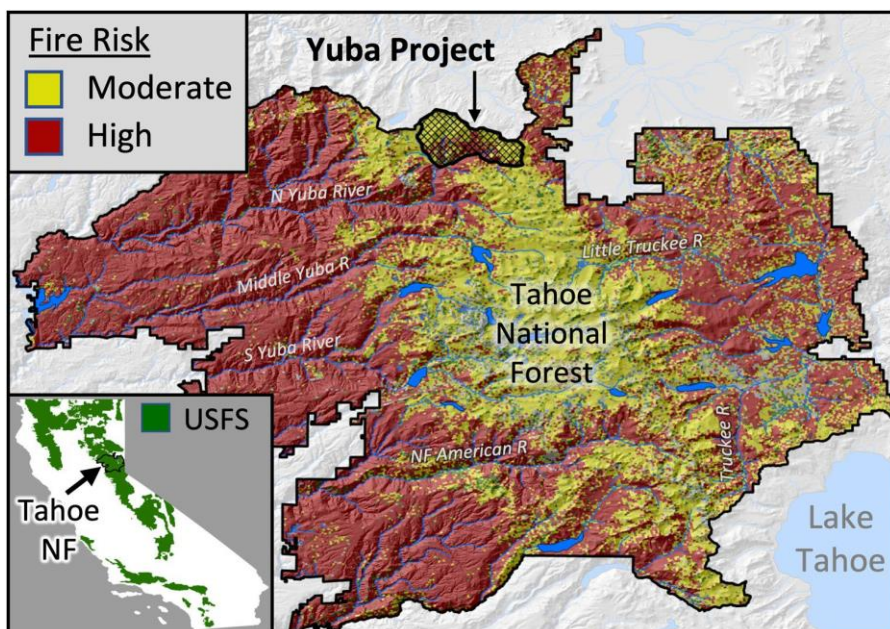 Fire Risk
Moderate
High
Yuba Project
N Yuba River
Middle Yuba R
Little Truckee R
S Yuba River
Tahoe
National
Forest
NF American R
Truckee R
Lake
Tahoe
USFS
Tahoe
NF